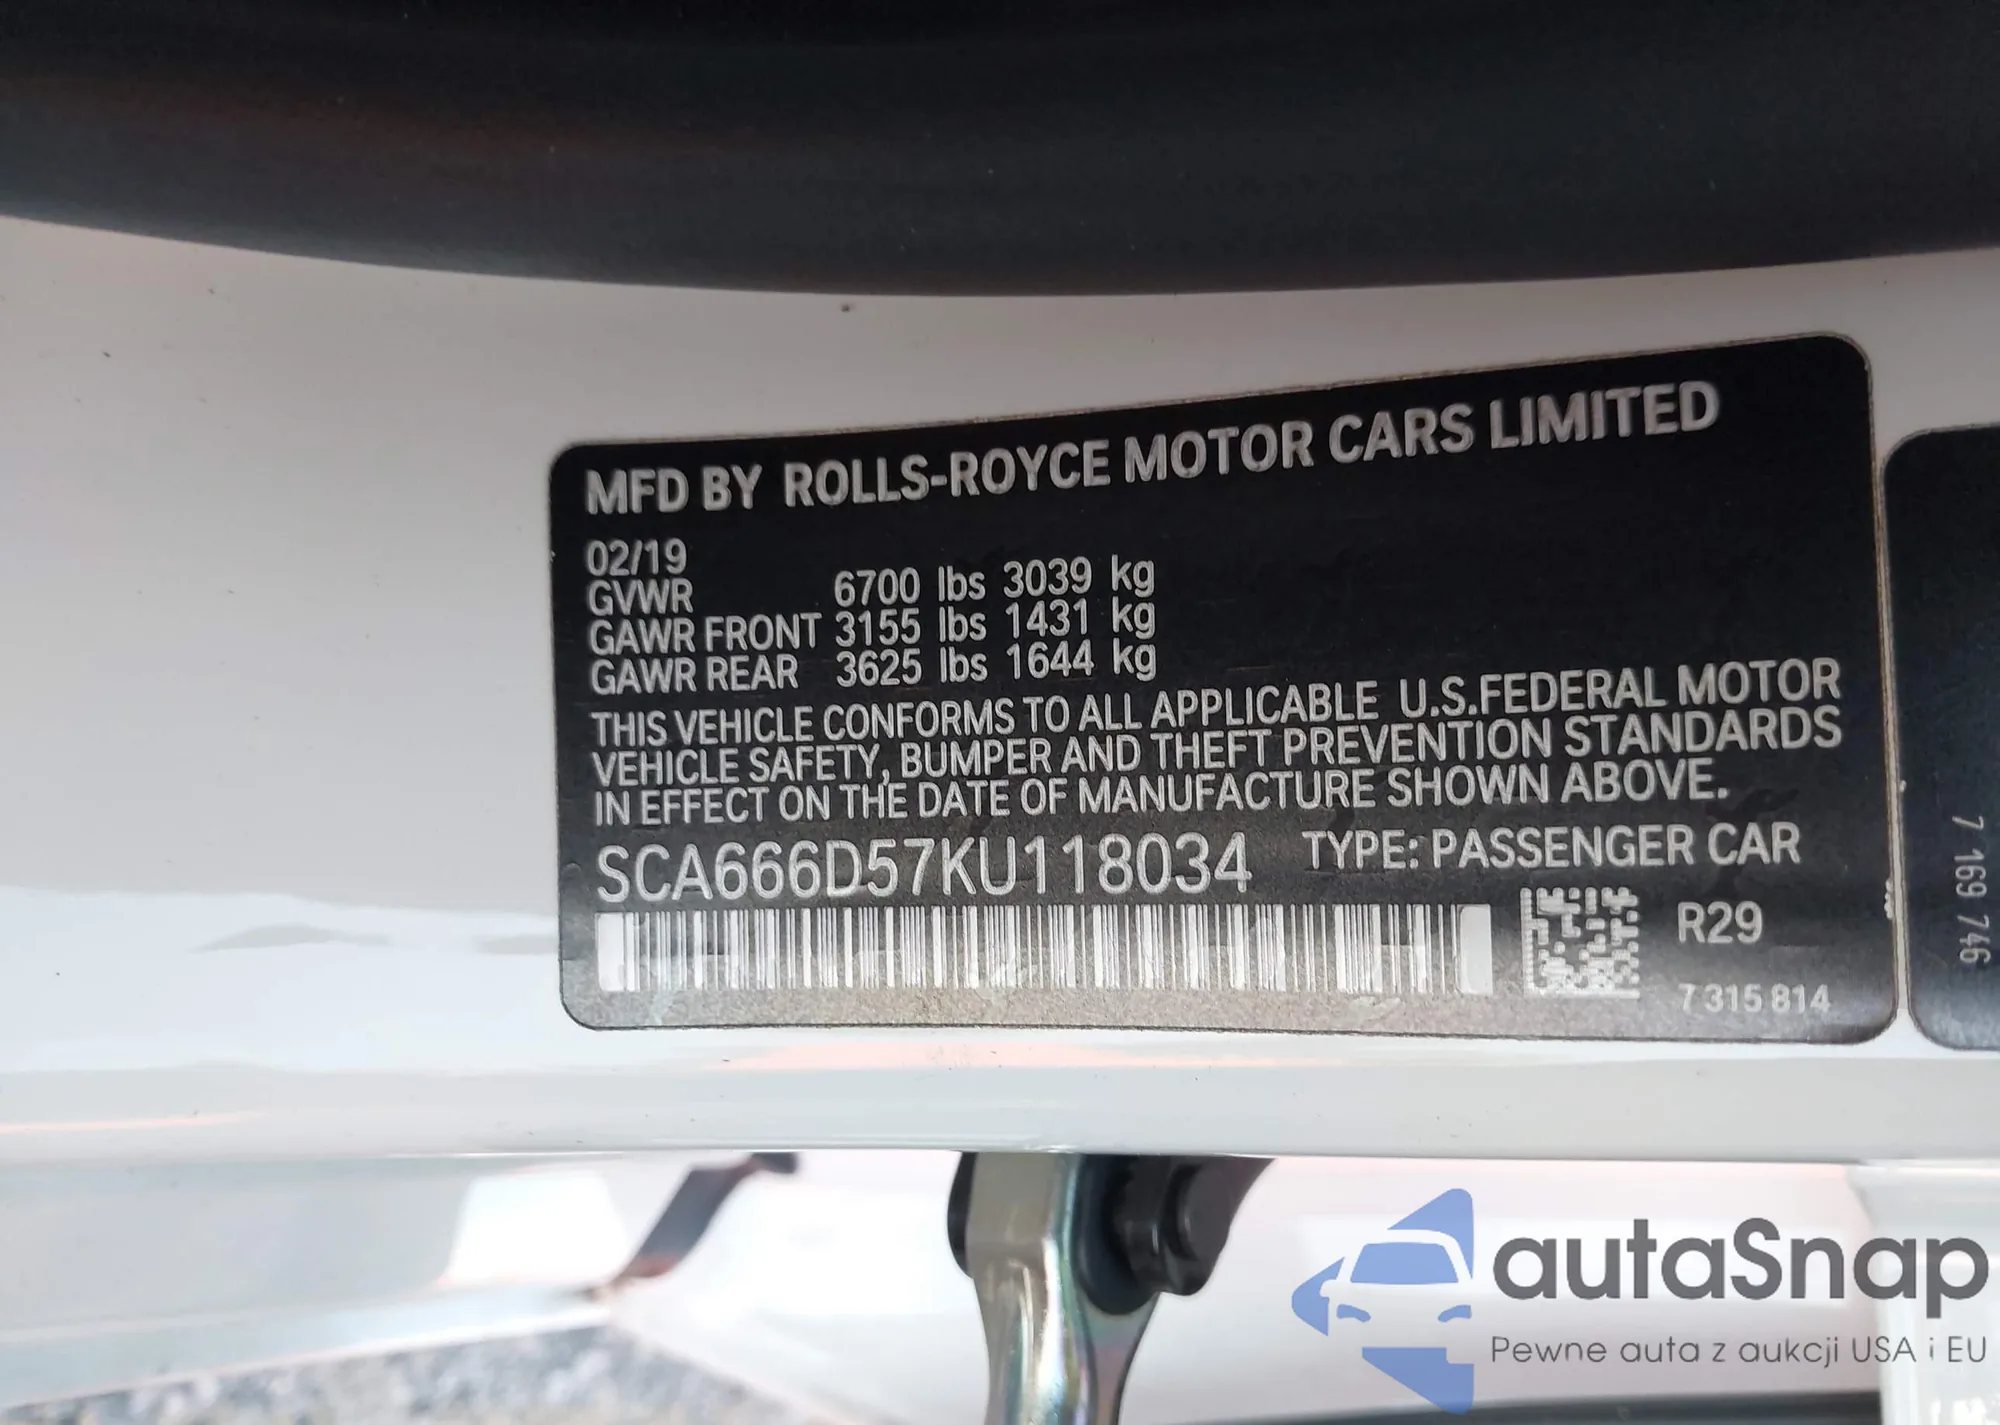 MFD BY ROLLS-ROYCE MOTOR CARS LIMITED
02/19
GVWR 6700 lbs 3039 kg
GAWR FRONT 3155 lbs 1431 kg
GAWR REAR 3625 lbs 1644 kg
THIS VEHICLE CONFORMS TO ALL APPLICABLE U.S.FEDERAL MOTOR
VEHICLE SAFETY, BUMPER AND THEFT PREVENTION STANDARDS
IN EFFECT ON THE DATE OF MANUFACTURE SHOWN ABOVE.
SCA666D57KU118034 TYPE: PASSENGER CAR
R29
7 315 814
7 169 746
autaSnap
Pewne auta z aukcji USA i EU